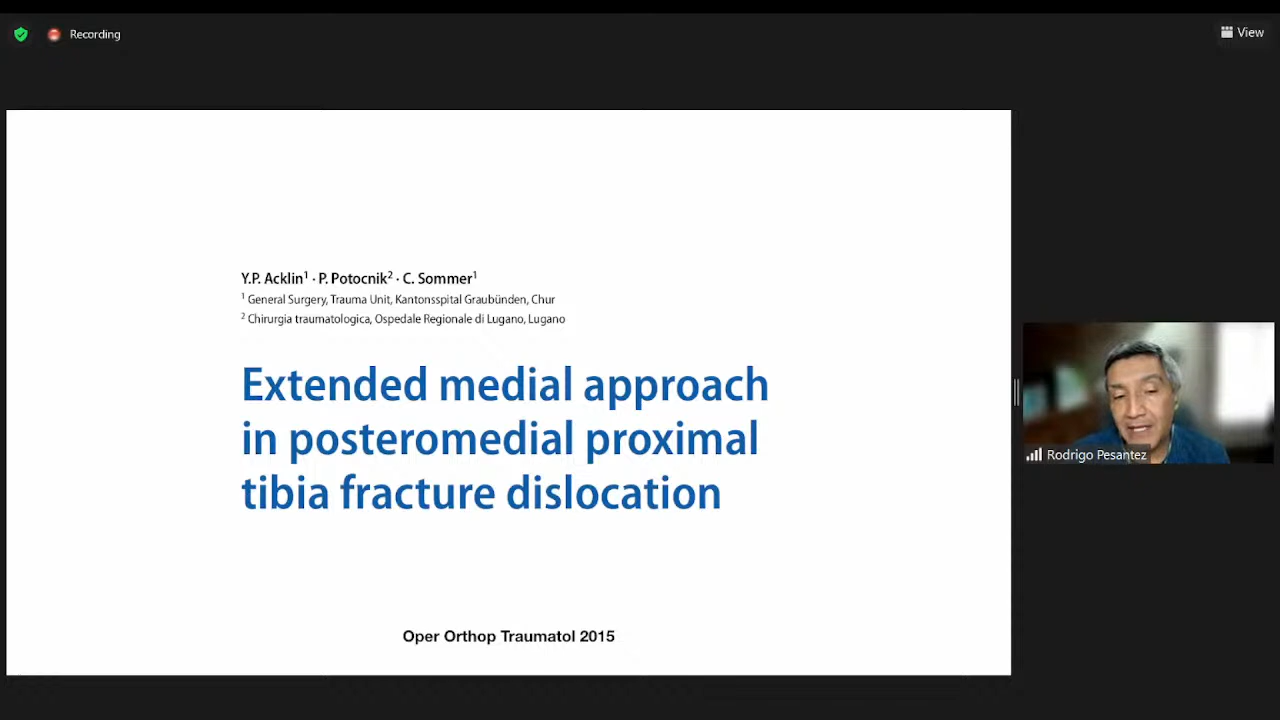 Recording
View
Y.P. Acklin¹ · P. Potocnik² · C. Sommer¹
¹ General Surgery, Trauma Unit, Kantonsspital Graubünden, Chur
² Chirurgia traumatologica, Ospedale Regionale di Lugano, Lugano
Extended medial approach
in posteromedial proximal
tibia fracture dislocation
Oper Orthop Traumatol 2015
Rodrigo Pesantez